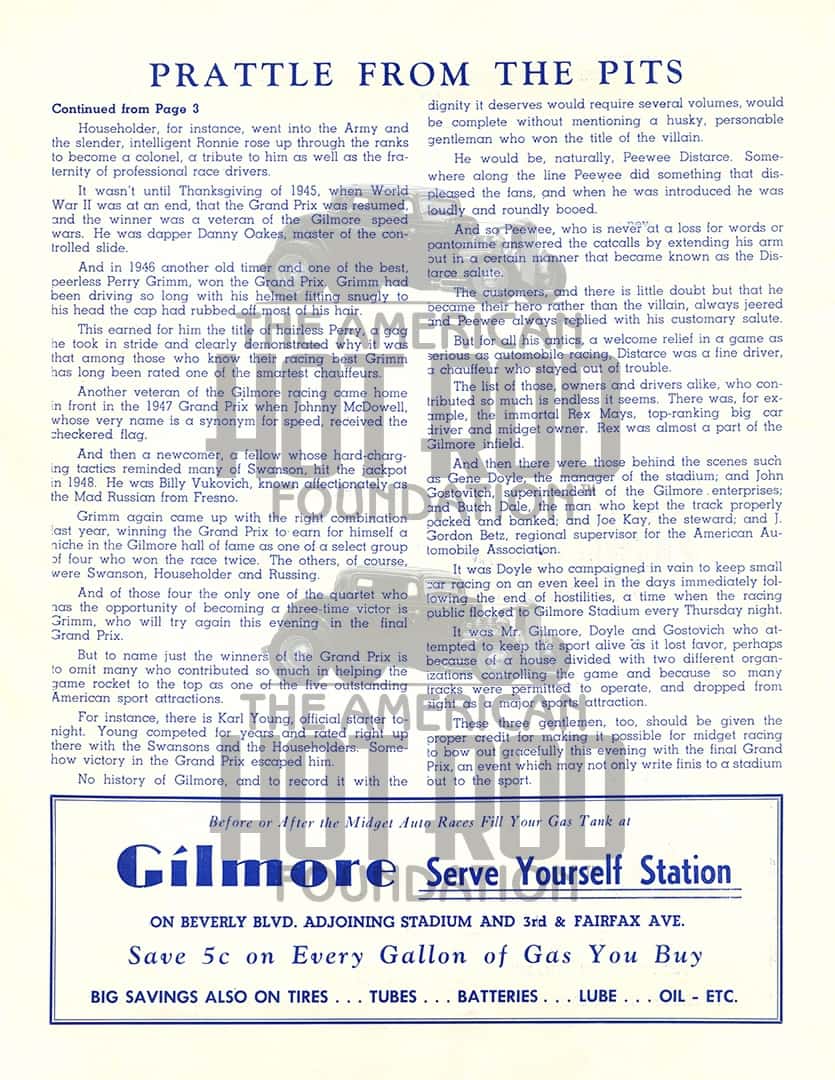 PRATTLE FROM THE PITS
Continued from Page 3
Householder, for instance, went into the Army and
the slender, intelligent Ronnie rose up through the ranks
to become a colonel, a tribute to him as well as the fra-
ternity of professional race drivers.
It wasn't until Thanksgiving of 1945, when World
War II was at an end, that the Grand Prix was resumed,
and the winner was a veteran of the Gilmore speed
wars. He was dapper Danny Oakes, master of the con-
trolled slide.
And in 1946 another old timer and one of the best,
peerless Perry Grimm, won the Grand Prix. Grimm had
been driving so long with his helmet fitting snugly to
his head the cap had rubbed off most of his hair.
This earned for him the title of hairless Perry, a gag
he took in stride and clearly demonstrated why it was
that among those who know their racing best Grimm
has long been rated one of the smartest chauffeurs.
Another veteran of the Gilmore racing came home
in front in the 1947 Grand Prix when Johnny McDowell,
whose very name is a synonym for speed, received the
checkered flag.
And then a newcomer, a fellow whose hard-charg-
ing tactics reminded many of Swanson, hit the jackpot
in 1948. He was Billy Vukovich, known affectionately as
the Mad Russian from Fresno.
Grimm again came up with the right combination
last year, winning the Grand Prix to earn for himself a
niche in the Gilmore hall of fame as one of a select group
of four who won the race twice. The others, of course,
were Swanson, Householder and Russing.
And of those four the only one of the quartet who
has the opportunity of becoming a three-time victor is
Grimm, who will try again this evening in the final
Grand Prix.
But to name just the winners of the Grand Prix is
to omit many who contributed so much in helping the
game rocket to the top as one of the five outstanding
American sport attractions.
For instance, there is Karl Young, official starter to-
night. Young competed for years and rated right up
there with the Swansons and the Householders. Some-
how victory in the Grand Prix escaped him.
No history of Gilmore, and to record it with the
dignity it deserves would require several volumes, would
be complete without mentioning a husky, personable
gentleman who won the title of the villain.
He would be, naturally, Peewee Distarce. Some-
where along the line Peewee did something that dis-
pleased the fans, and when he was introduced he was
loudly and roundly booed.
And so Peewee, who is never at a loss for words or
pantomime answered the catcalls by extending his arm
out in a certain manner that became known as the Dis-
tarce salute.
The customers, and there is little doubt but that he
became their hero rather than the villain, always jeered
and Peewee always replied with his customary salute.
But for all his antics, a welcome relief in a game as
serious as automobile racing, Distarce was a fine driver,
a chauffeur who stayed out of trouble.
The list of those, owners and drivers alike, who con-
tributed so much is endless it seems. There was, for ex-
ample, the immortal Rex Mays, top-ranking big car
driver and midget owner. Rex was almost a part of the
Gilmore infield.
And then there were those behind the scenes such
as Gene Doyle, the manager of the stadium; and John
Gostovitch, superintendent of the Gilmore enterprises;
and Butch Dale, the man who kept the track properly
packed and banked; and Joe Kay, the steward; and J.
Gordon Betz, regional supervisor for the American Au-
tomobile Association.
It was Doyle who campaigned in vain to keep small
car racing on an even keel in the days immediately fol-
lowing the end of hostilities, a time when the racing
public flocked to Gilmore Stadium every Thursday night.
It was Mr. Gilmore, Doyle and Gostovich who at-
tempted to keep the sport alive as it lost favor, perhaps
because of a house divided with two different organ-
izations controlling the game and because so many
tracks were permitted to operate, and dropped from
sight as a major sports attraction.
These three gentlemen, too, should be given the
proper credit for making it possible for midget racing
to bow out gracefully this evening with the final Grand
Prix, an event which may not only write finis to a stadium
but to the sport.
Before or After the Midget Auto Races Fill Your Gas Tank at
Gilmore Serve Yourself Station
ON BEVERLY BLVD. ADJOINING STADIUM AND 3rd & FAIRFAX AVE.
Save 5c on Every Gallon of Gas You Buy
BIG SAVINGS ALSO ON TIRES . . . TUBES . . . BATTERIES . . . LUBE . . . OIL - ETC.
THE AMERICAN
HOT ROD
FOUNDATION
THE AMERICAN
HOT ROD
FOUNDATION